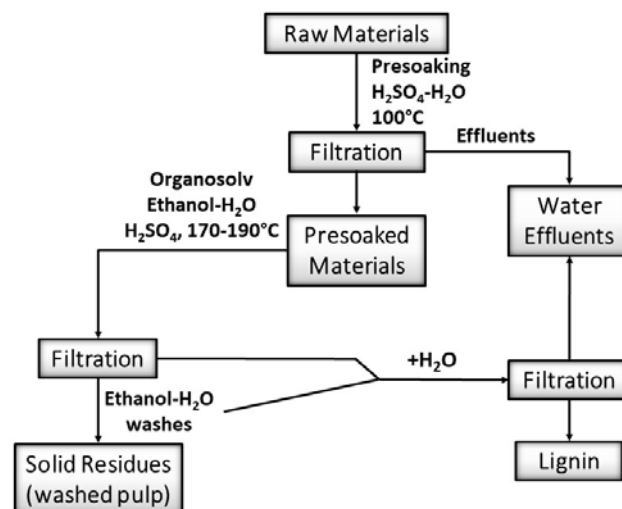 Raw Materials
Presoaking
H₂SO₄-H₂O
100°C
Filtration
Effluents
Organosolv
Ethanol-H₂O
H₂SO₄, 170-190°C
Presoaked
Materials
Water
Effluents
Filtration
+H₂O
Filtration
Ethanol-H₂O
washes
Solid Residues
(washed pulp)
Lignin